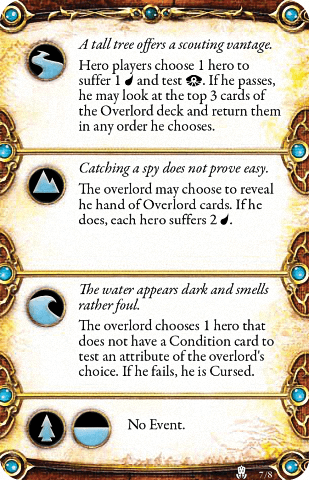 A tall tree offers a scouting vantage.
Hero players choose 1 hero to
suffer 1 and test . If he passes,
he may look at the top 3 cards of
the Overlord deck and return them
in any order he chooses.
Catching a spy does not prove easy.
The overlord may choose to reveal
he hand of Overlord cards. If he
does, each hero suffers 2 .
The water appears dark and smells
rather foul.
The overlord chooses 1 hero that
does not have a Condition card to
test an attribute of the overlord's
choice. If he fails, he is Cursed.
No Event.
7/8